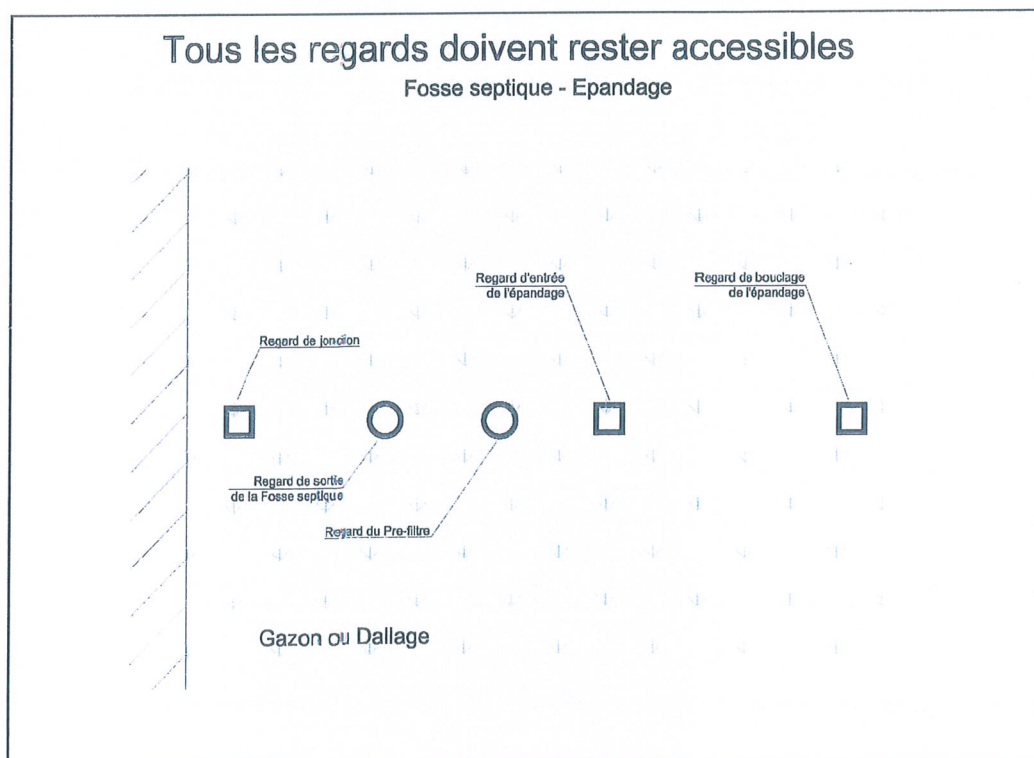 Tous les regards doivent rester accessibles
Fosse septique - Epandage
Regard d'entrée
de l'épandage
Regard de bouclage
de l'épandage
Regard de jonction
Regard de sortie
de la Fosse septique
Regard du Pre-filtre
Gazon ou Dallage